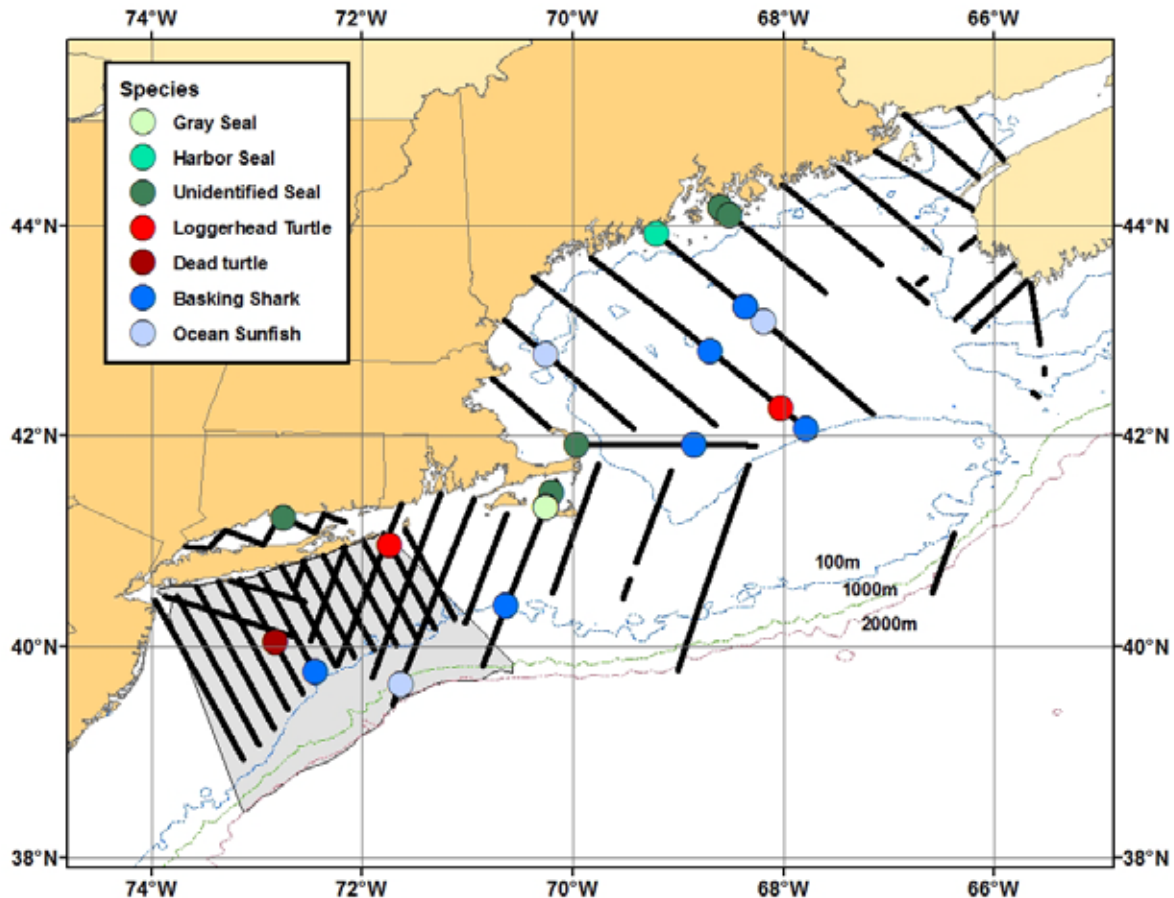 74°W 72°W 70°W 68°W 66°W
Species
Gray Seal
Harbor Seal
Unidentified Seal
Loggerhead Turtle
Dead turtle
Basking Shark
Ocean Sunfish
44°N 44°N
42°N 42°N
100m
1000m
2000m
40°N 40°N
38°N 38°N
74°W 72°W 70°W 68°W 66°W